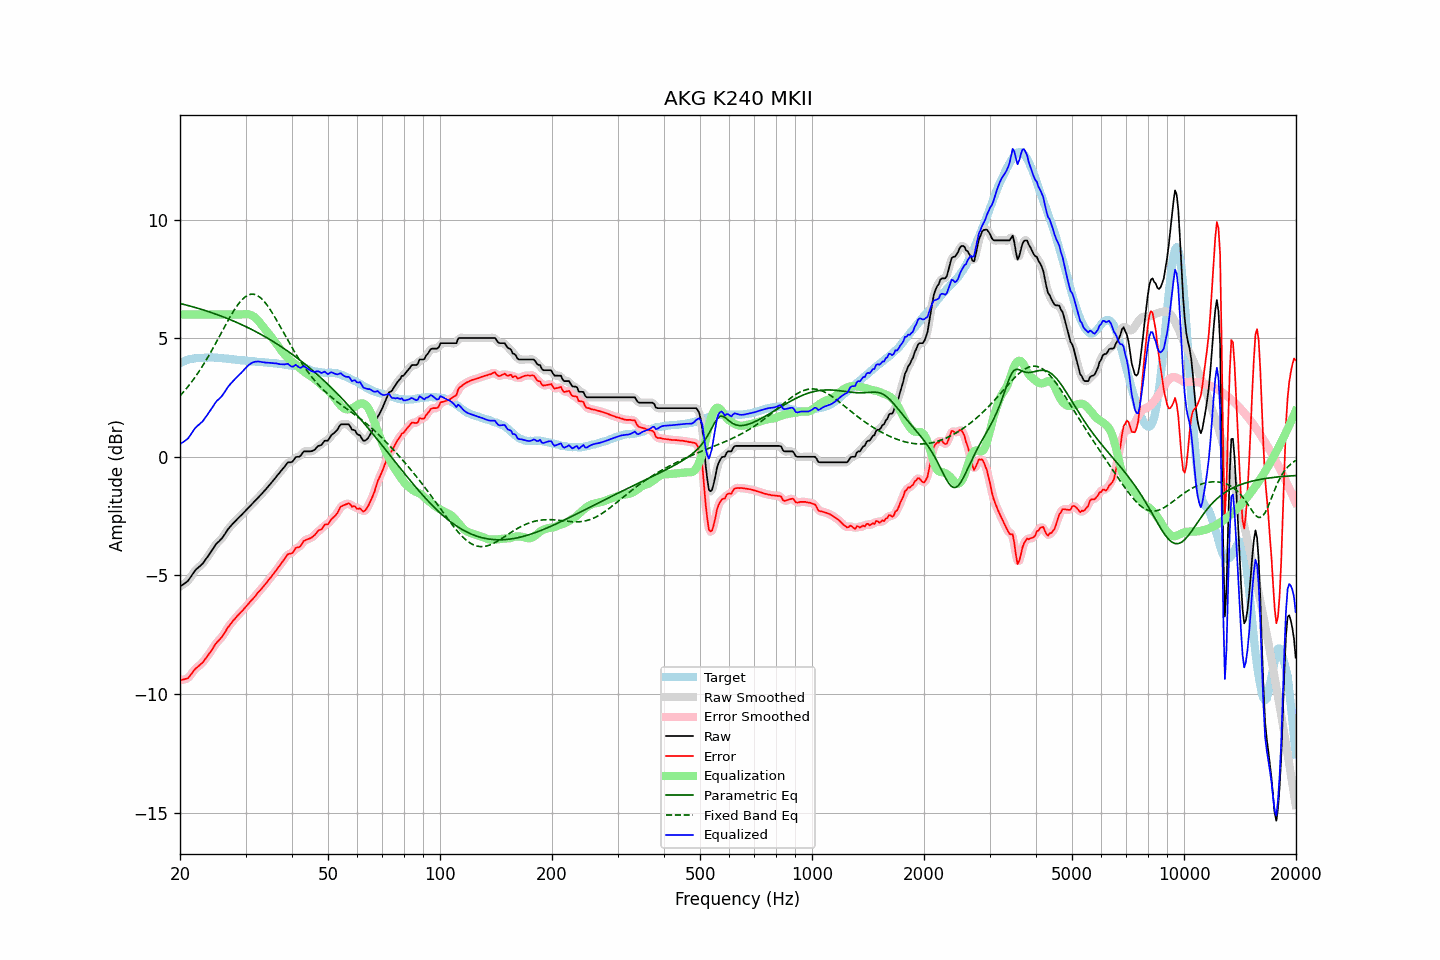 AKG K240 MKII
Amplitude (dBr)
10
5
0
−5
−10
−15
Target
Raw Smoothed
Error Smoothed
Raw
Error
Equalization
Parametric Eq
Fixed Band Eq
Equalized
20 50 100 200 500 1000 2000 5000 10000 20000
Frequency (Hz)